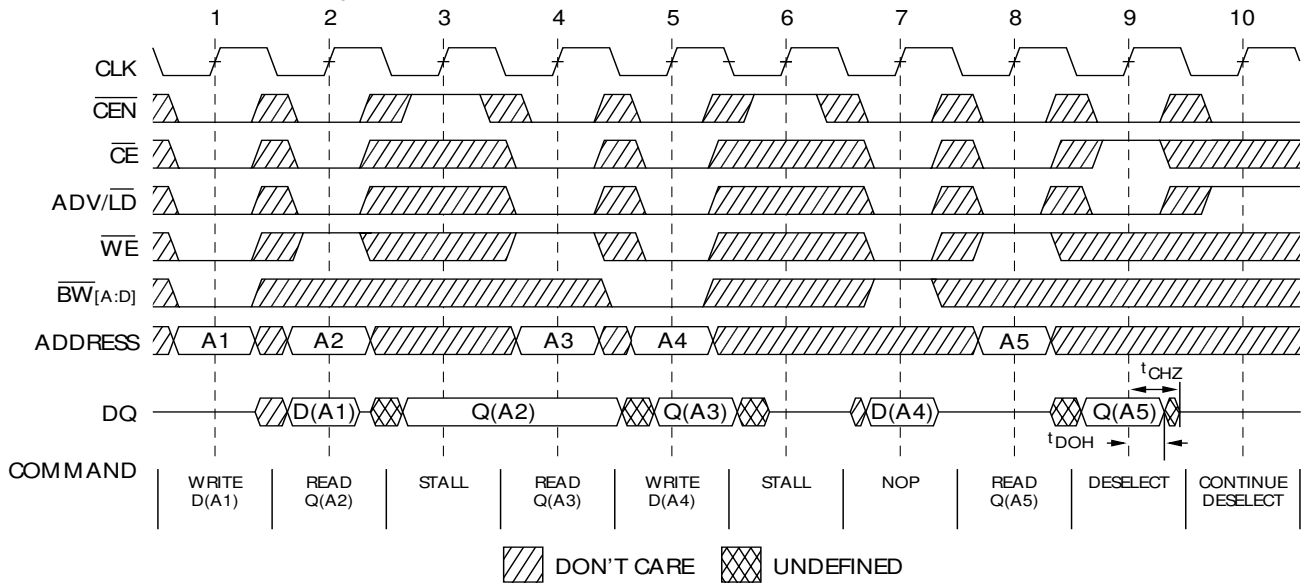 1 2 3 4 5 6 7 8 9 10
CLK
CEN
CE
ADV/LD
WE
BW[A:D]
ADDRESS A1 A2 A3 A4 A5
tCHZ
DQ D(A1) Q(A2) Q(A3) D(A4) Q(A5)
tDOH
COMMAND
WRITE READ STALL READ WRITE STALL NOP READ DESELECT CONTINUE
D(A1) Q(A2) Q(A3) D(A4) Q(A5) DESELECT
DON'T CARE UNDEFINED